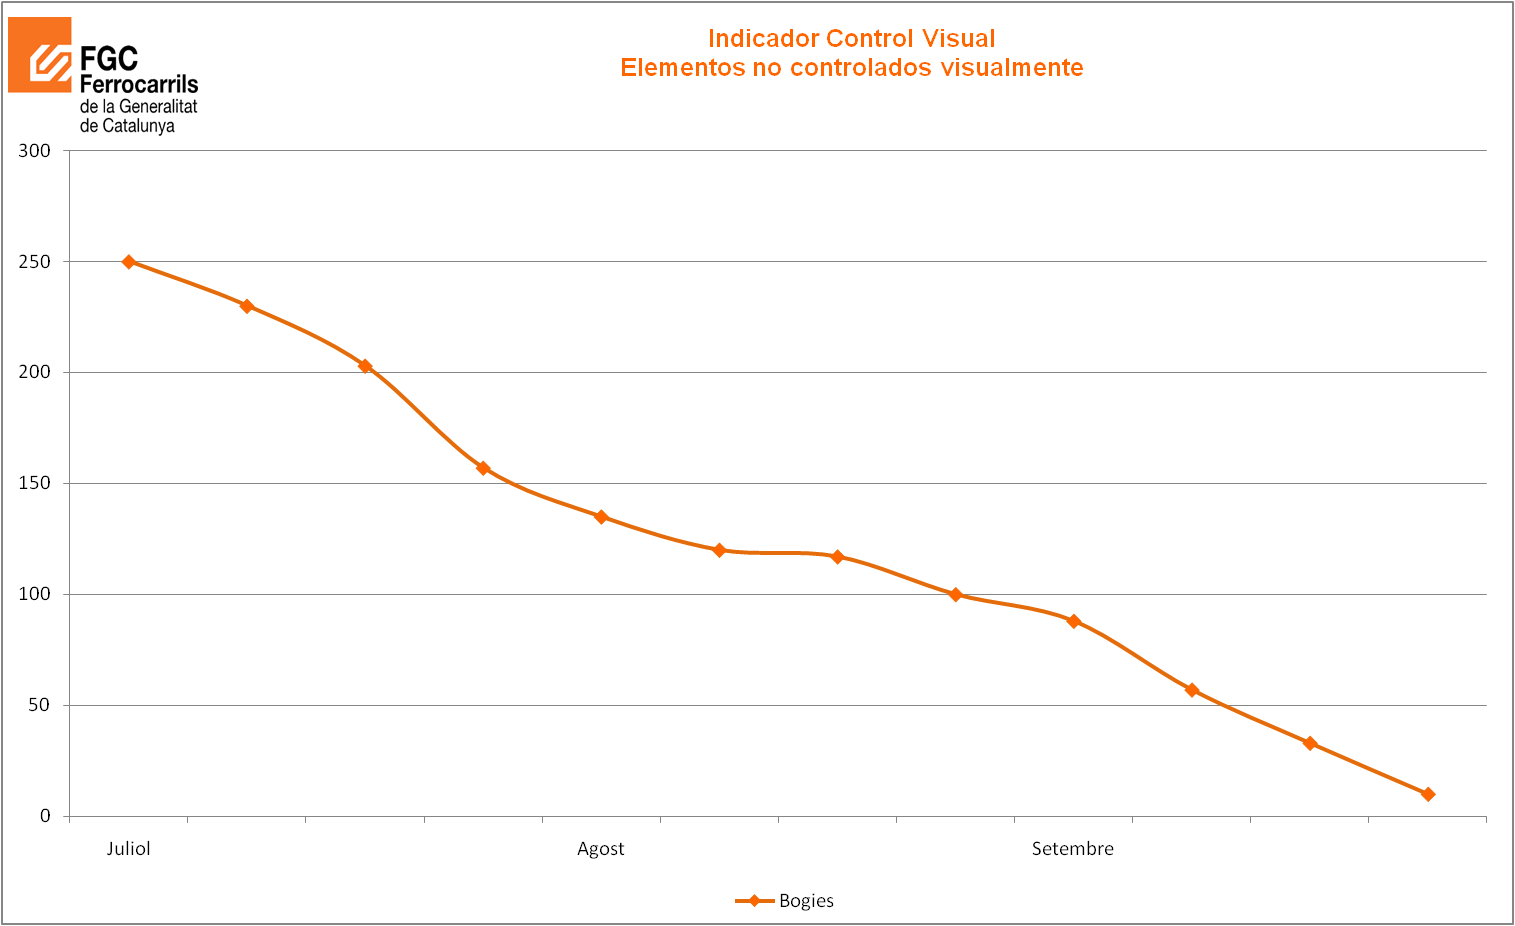 FGC
Ferrocarrils
de la Generalitat
de Catalunya
Indicador Control Visual
Elementos no controlados visualmente
300
250
200
150
100
50
0
Juliol Agost Setembre
Bogies